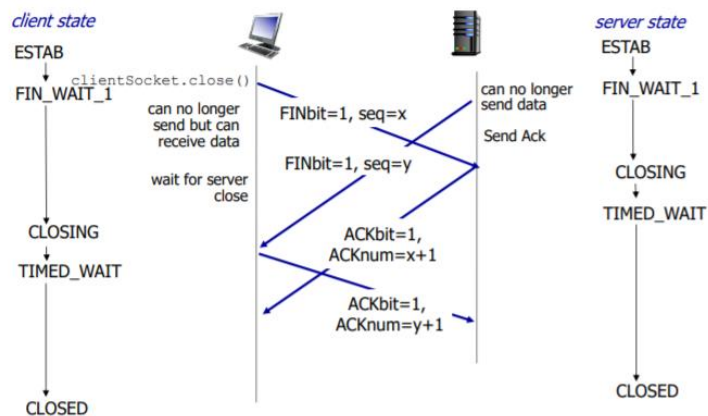 client state
server state
ESTAB
ESTAB
clientSocket.close()
FIN_WAIT_1
can no longer
send but can
receive data
FINbit=1, seq=x
can no longer
send data
FIN_WAIT_1
Send Ack
wait for server
close
FINbit=1, seq=y
CLOSING
TIMED_WAIT
CLOSING
TIMED_WAIT
ACKbit=1,
ACKnum=x+1
ACKbit=1,
ACKnum=y+1
CLOSED
CLOSED